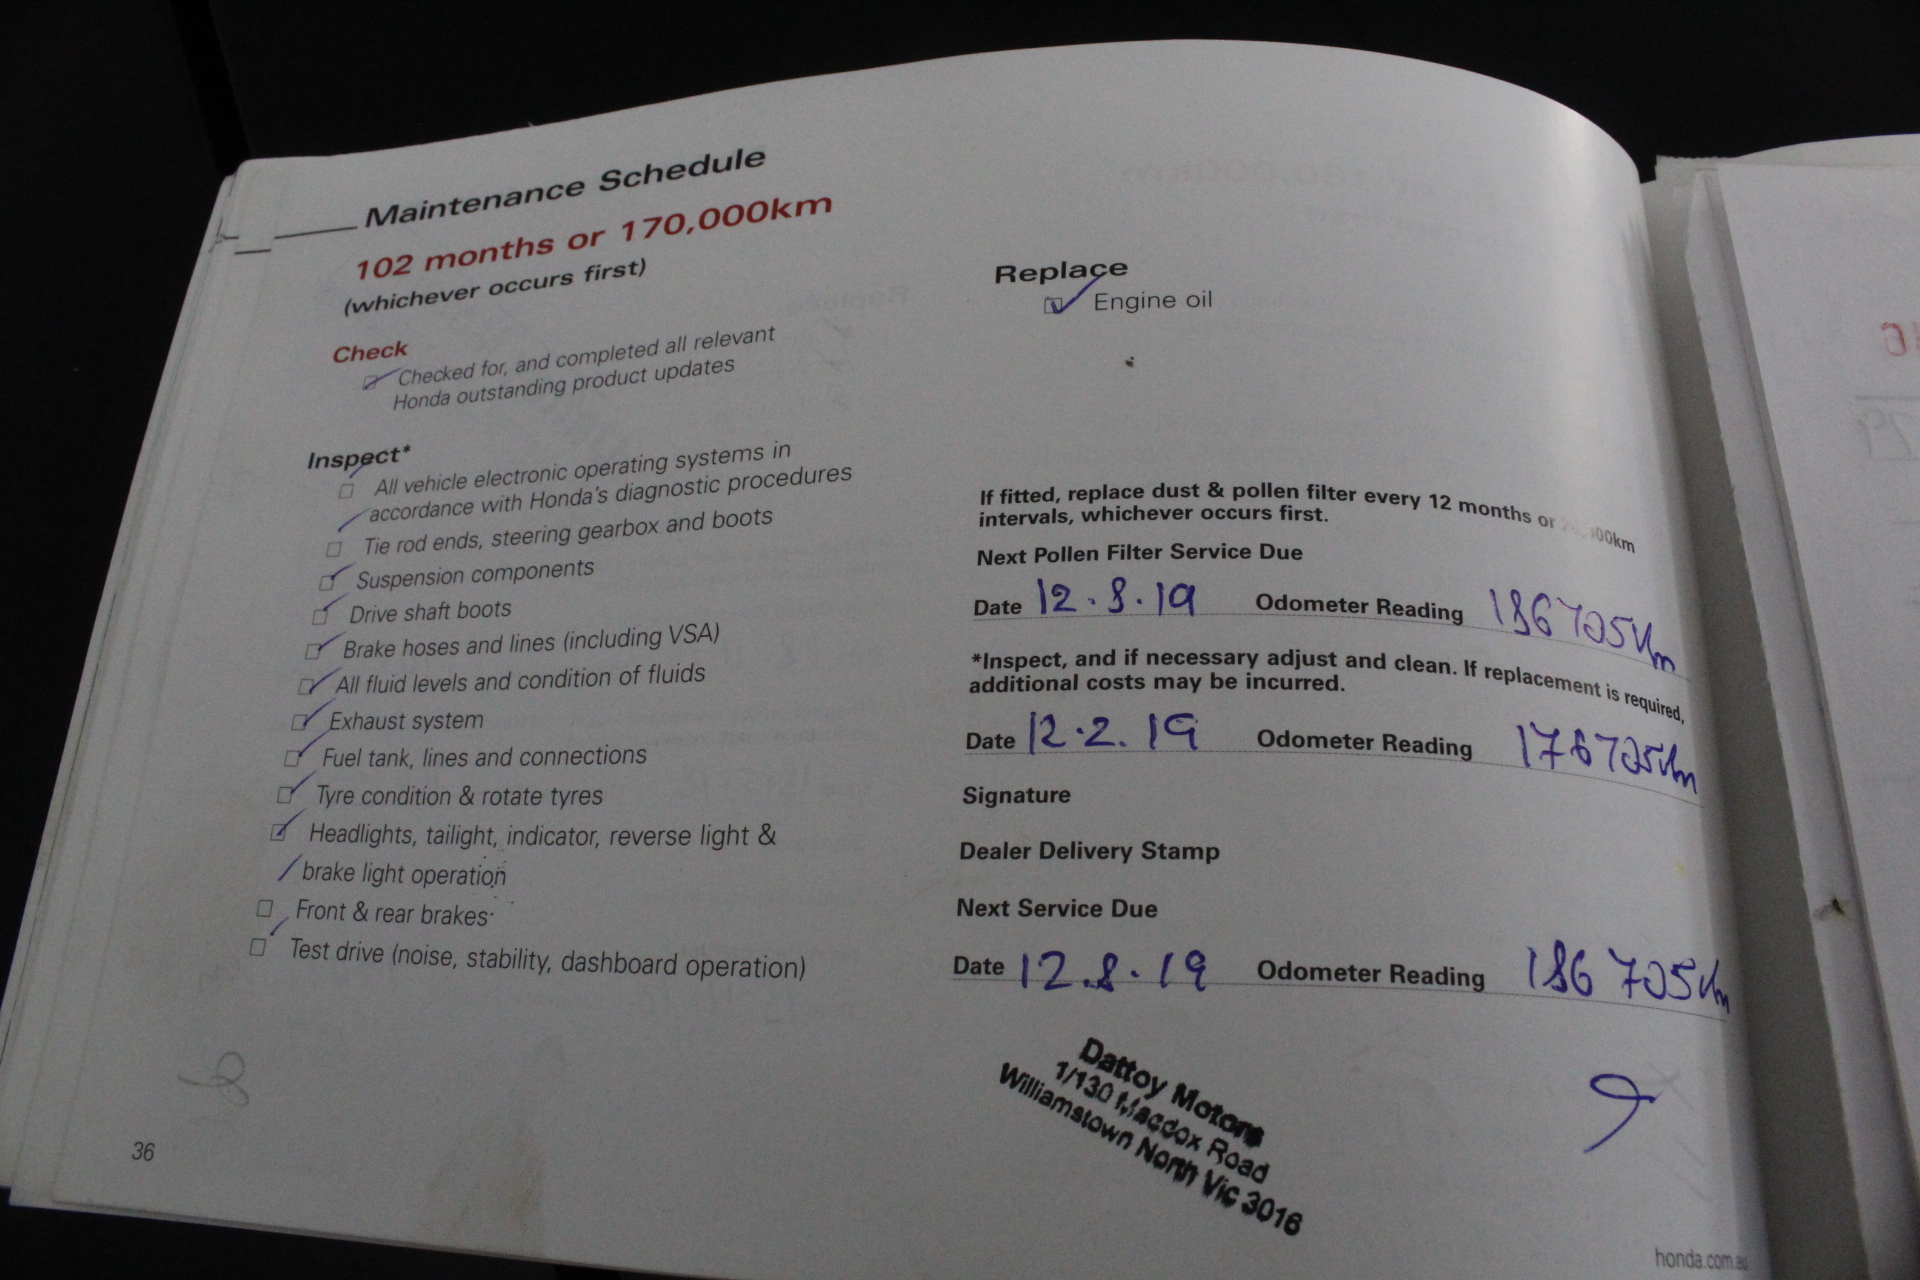 Maintenance Schedule
102 months or 170,000km
(whichever occurs first)
Check
Checked for, and completed all relevant
Honda outstanding product updates
Inspect*
All vehicle electronic operating systems in
accordance with Honda's diagnostic procedures
Tie rod ends, steering gearbox and boots
Suspension components
Drive shaft boots
Brake hoses and lines (including VSA)
All fluid levels and condition of fluids
Exhaust system
Fuel tank, lines and connections
Tyre condition & rotate tyres
Headlights, tailight, indicator, reverse light &
brake light operation
Front & rear brakes
Test drive (noise, stability, dashboard operation)
36
Replace
Engine oil
If fitted, replace dust & pollen filter every 12 months or
intervals, whichever occurs first.
Next Pollen Filter Service Due
Date 12.8.19 Odometer Reading 186705km
*Inspect, and if necessary adjust and clean. If replacement is required,
additional costs may be incurred.
Date 12.2.19 Odometer Reading 176705km
Signature
Dealer Delivery Stamp
Next Service Due
Date 12.8.19 Odometer Reading 186705km
Dattoy Motors
1/130 Maddox Road
Williamstown North Vic 3016
honda.com.au